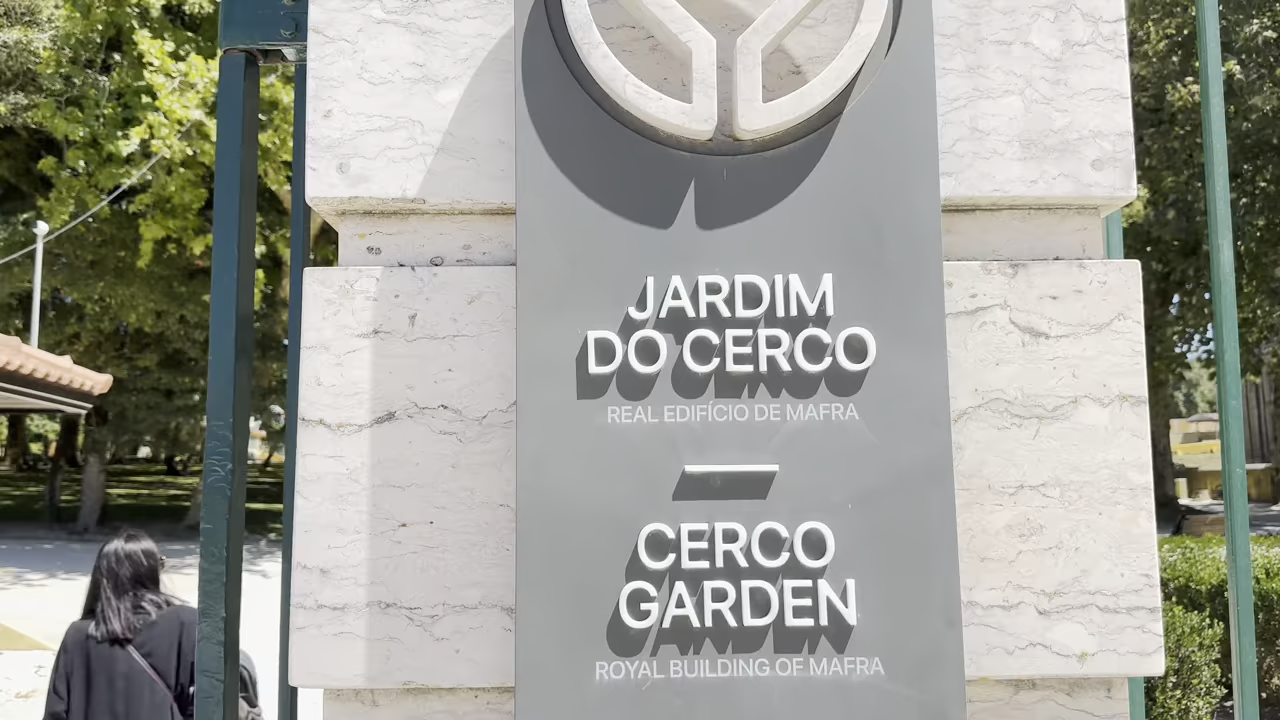 JARDIM
DO CERCO
REAL EDIFÍCIO DE MAFRA
CERCO
GARDEN
ROYAL BUILDING OF MAFRA